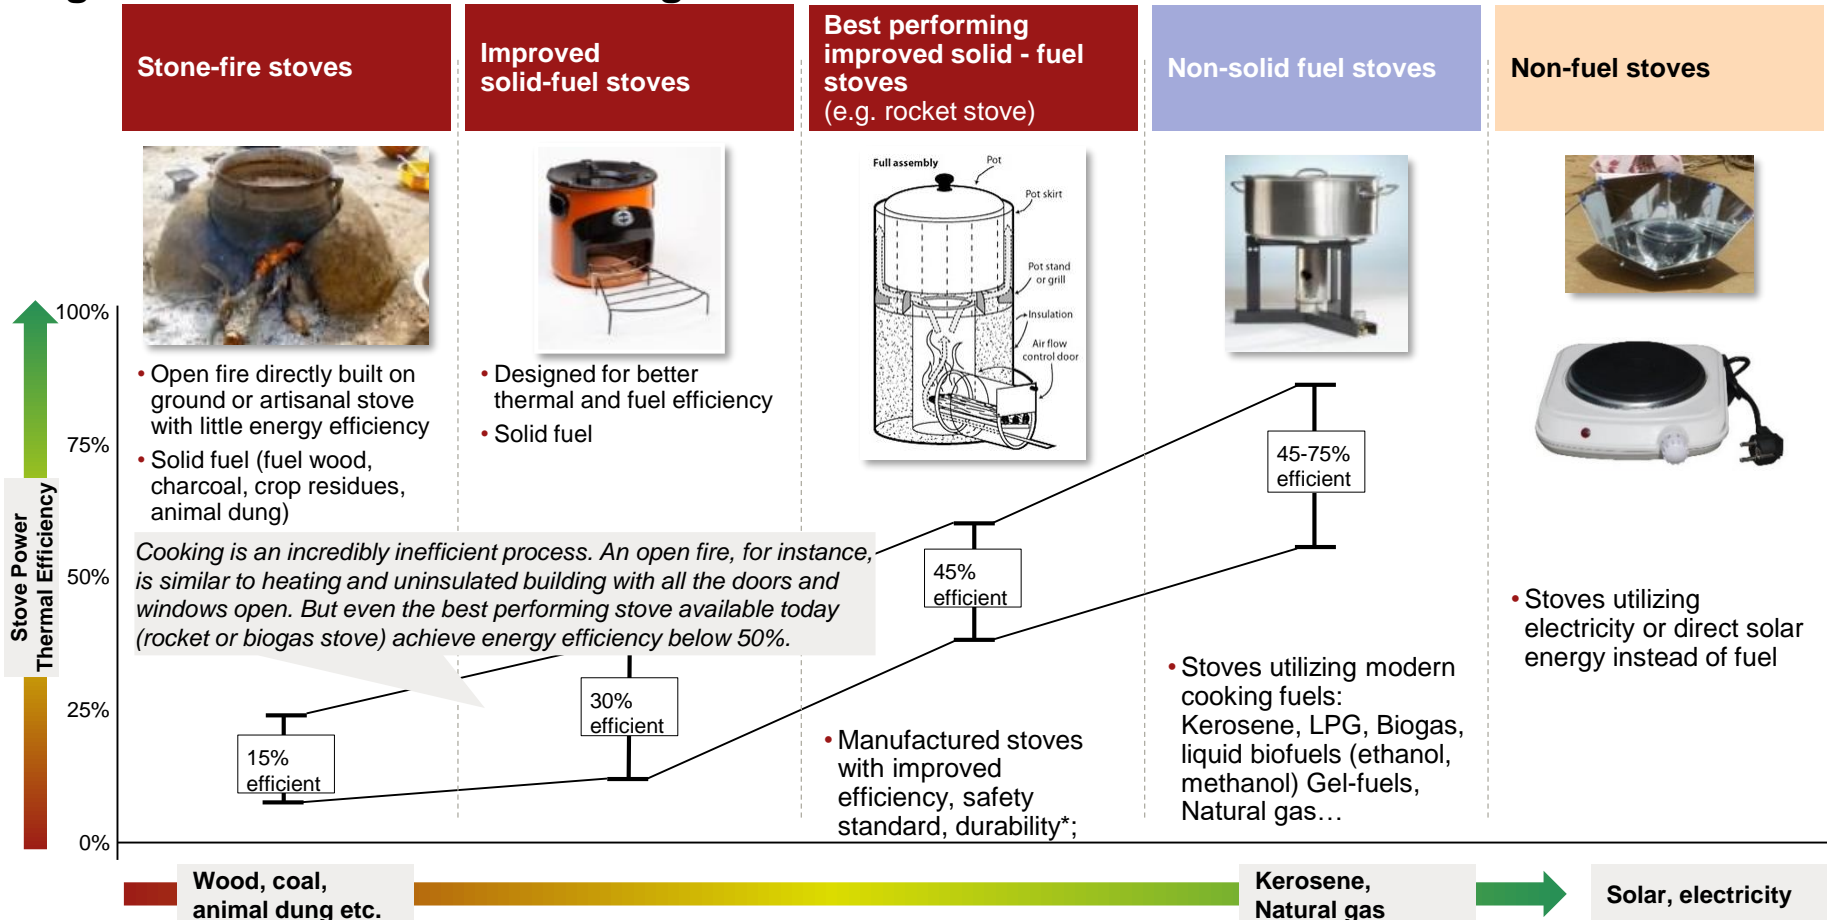 Stone-fire stoves
Improved
solid-fuel stoves
Best performing
improved solid - fuel
stoves
(e.g. rocket stove)
Non-solid fuel stoves
Non-fuel stoves
Full assembly
Pot
Pot skirt
Pot stand
or grill
Insulation
Air flow
control door
• Open fire directly built on
ground or artisanal stove
with little energy efficiency
• Solid fuel (fuel wood,
charcoal, crop residues,
animal dung)
• Designed for better
thermal and fuel efficiency
• Solid fuel
Cooking is an incredibly inefficient process. An open fire, for instance,
is similar to heating and uninsulated building with all the doors and
windows open. But even the best performing stove available today
(rocket or biogas stove) achieve energy efficiency below 50%.
• Manufactured stoves
with improved
efficiency, safety
standard, durability*;
• Stoves utilizing modern
cooking fuels:
Kerosene, LPG, Biogas,
liquid biofuels (ethanol,
methanol) Gel-fuels,
Natural gas…
• Stoves utilizing
electricity or direct solar
energy instead of fuel
Stove Power
Thermal Efficiency
100%
75%
50%
25%
0%
15%
efficient
30%
efficient
45%
efficient
45-75%
efficient
Wood, coal,
animal dung etc.
Kerosene,
Natural gas
Solar, electricity